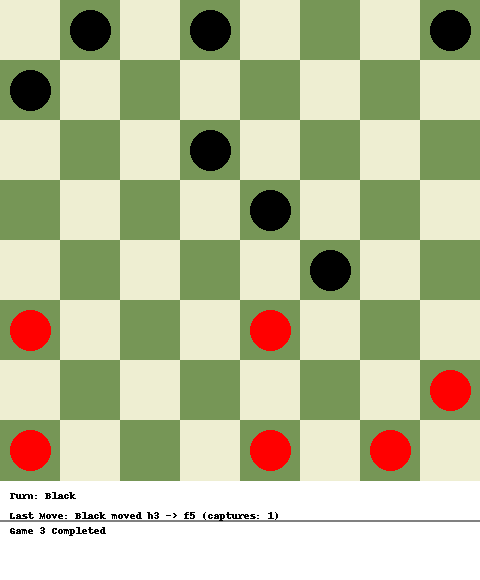 Turn: Black
Last Move: Black moved h3 -> f5 (captures: 1)
Game 3 Completed